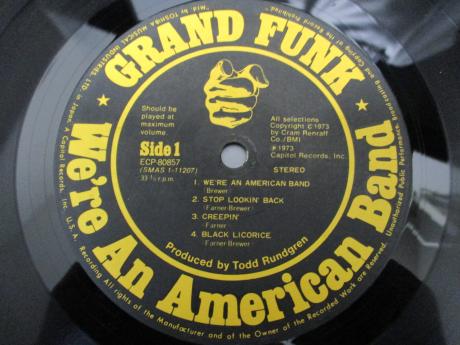 GRAND FUNK
We're An American Band
Should be
played at
maximum
volume.
Side 1
ECP-80857
(SMAS 1-11207)
33 ⅓ r.p.m.
All selections
Copyright ©1973
by Cram Renraff
Co./BMI
℗1973
Capitol Records, Inc.
STEREO
1. WE'RE AN AMERICAN BAND
(Brewer)
2. STOP LOOKIN' BACK
(Farner-Brewer)
3. CREEPIN'
(Farner)
4. BLACK LICORICE
(Farner-Brewer)
Produced by Todd Rundgren
Mfd. by TOSHIBA MUSICAL INDUSTRIES, LTD. in Japan, A Capitol Records, Inc. U.S.A. Recording All rights of the Manufacturer and of the Owner of the Recorded Work are Reserved. Unauthorized Public Performance, Broadcasting and Copying of the Record Prohibited.